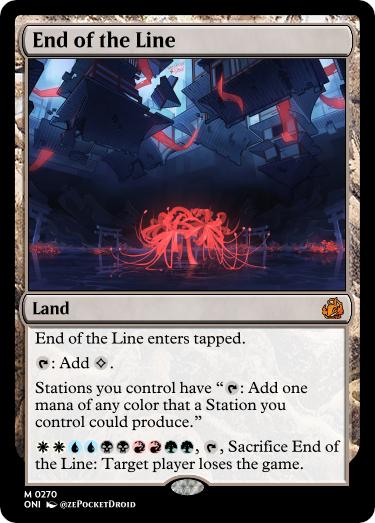 End of the Line
Land
End of the Line enters tapped.
: Add .
Stations you control have “: Add one
mana of any color that a Station you
control could produce.”
, , Sacrifice End of
the Line: Target player loses the game.
M 0270
ONI @ZEPOCKETDROID